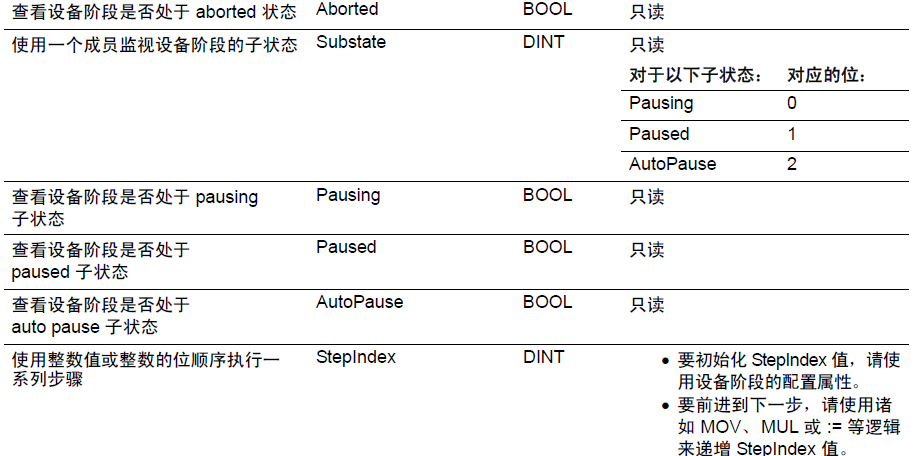 查看设备阶段是否处于 aborted 状态 Aborted BOOL 只读
使用一个成员监视设备阶段的子状态 Substate DINT 只读
对于以下子状态： 对应的位：
Pausing 0
Paused 1
AutoPause 2
查看设备阶段是否处于 pausing Pausing BOOL 只读
子状态
查看设备阶段是否处于 Paused BOOL 只读
paused 子状态
查看设备阶段是否处于 AutoPause BOOL 只读
auto pause 子状态
使用整数值或整数的位顺序执行一 StepIndex DINT • 要初始化 StepIndex 值，请使
系列步骤 用设备阶段的配置属性。
• 要前进到下一步，请使用诸
如 MOV、MUL 或 := 等逻辑
来递增 StepIndex 值。